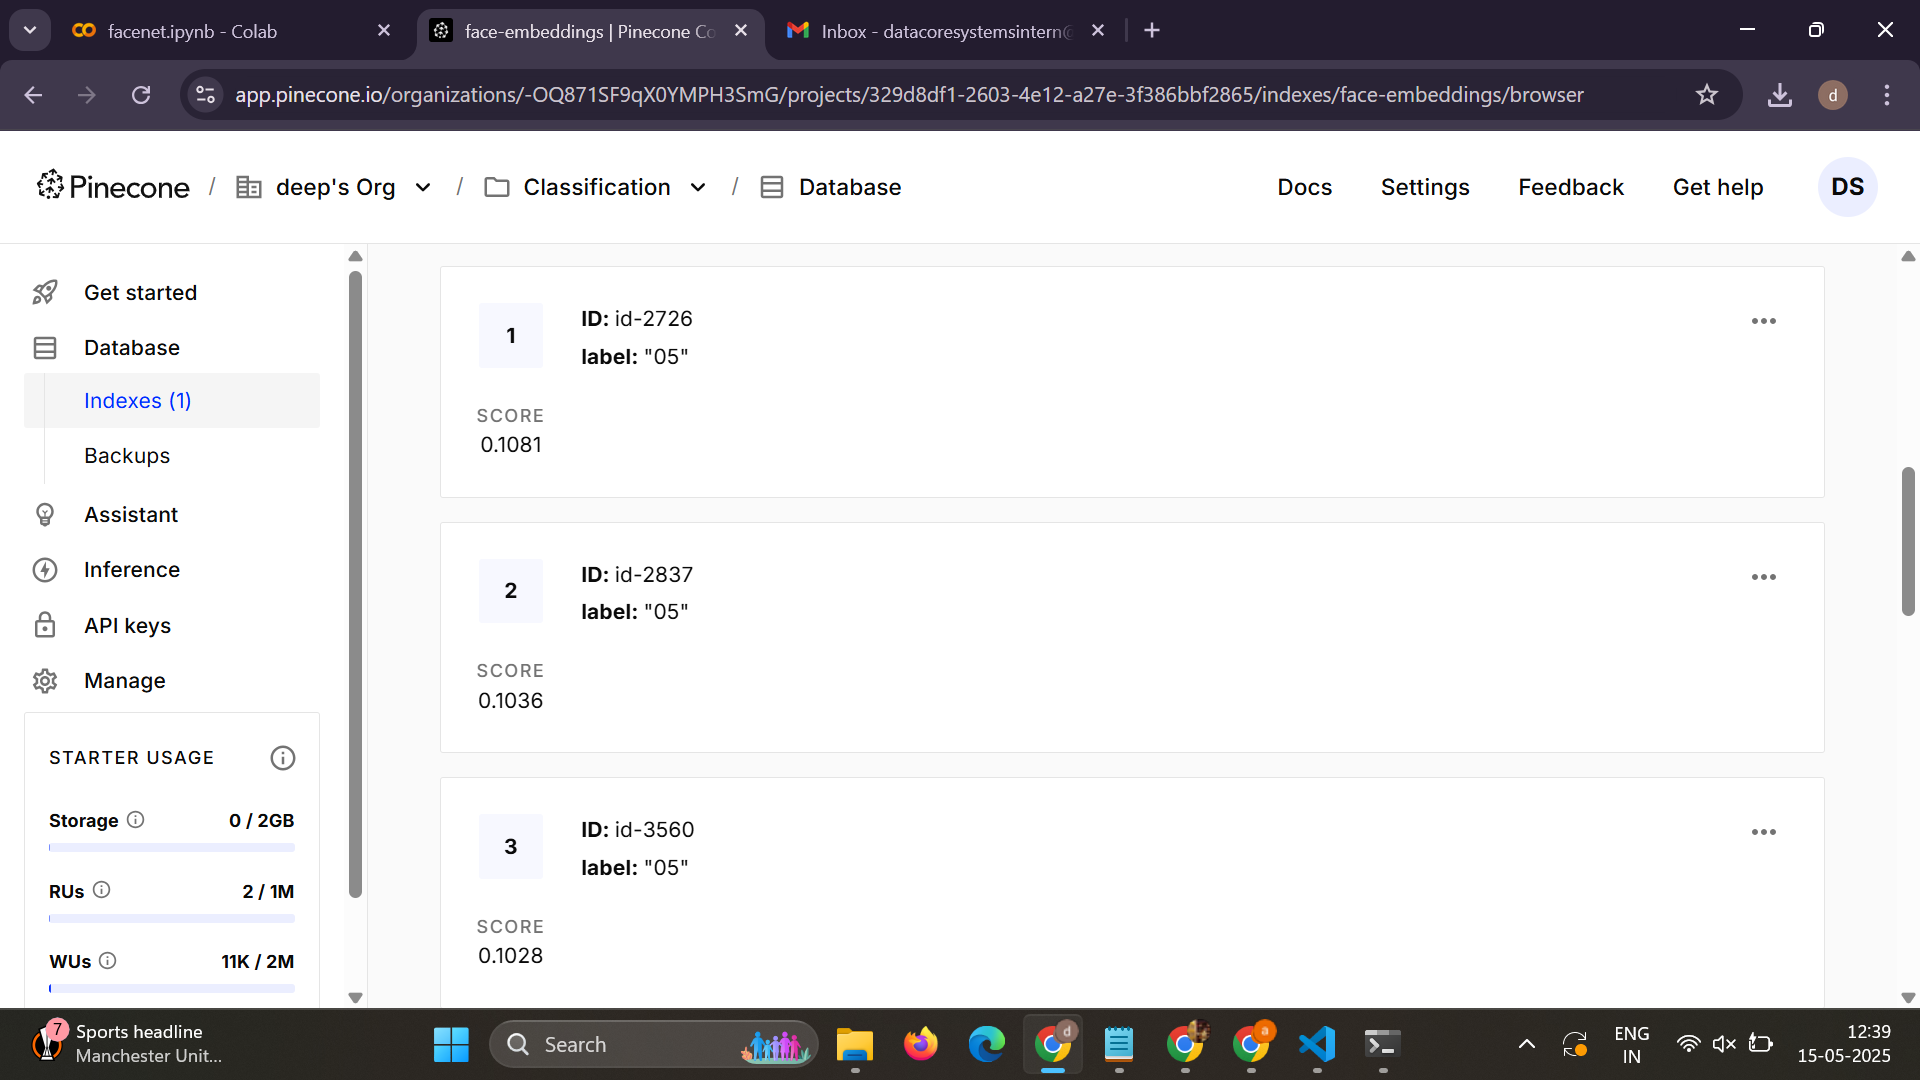 facenet.ipynb - Colab
face-embeddings | Pinecone Co
Inbox - datacoresystemsintern@
app.pinecone.io/organizations/-OQ871SF9qX0YMPH3SmG/projects/329d8df1-2603-4e12-a27e-3f386bbf2865/indexes/face-embeddings/browser
d
Pinecone / deep's Org / Classification / Database
Docs Settings Feedback Get help DS
Get started
Database
Indexes (1)
Backups
Assistant
Inference
API keys
Manage
STARTER USAGE
Storage 0 / 2GB
RUs 2 / 1M
WUs 11K / 2M
1
ID: id-2726
label: "05"
SCORE
0.1081
2
ID: id-2837
label: "05"
SCORE
0.1036
3
ID: id-3560
label: "05"
SCORE
0.1028
7
Sports headline
Manchester Unit...
Search
d
a
ENG
IN
12:39
15-05-2025